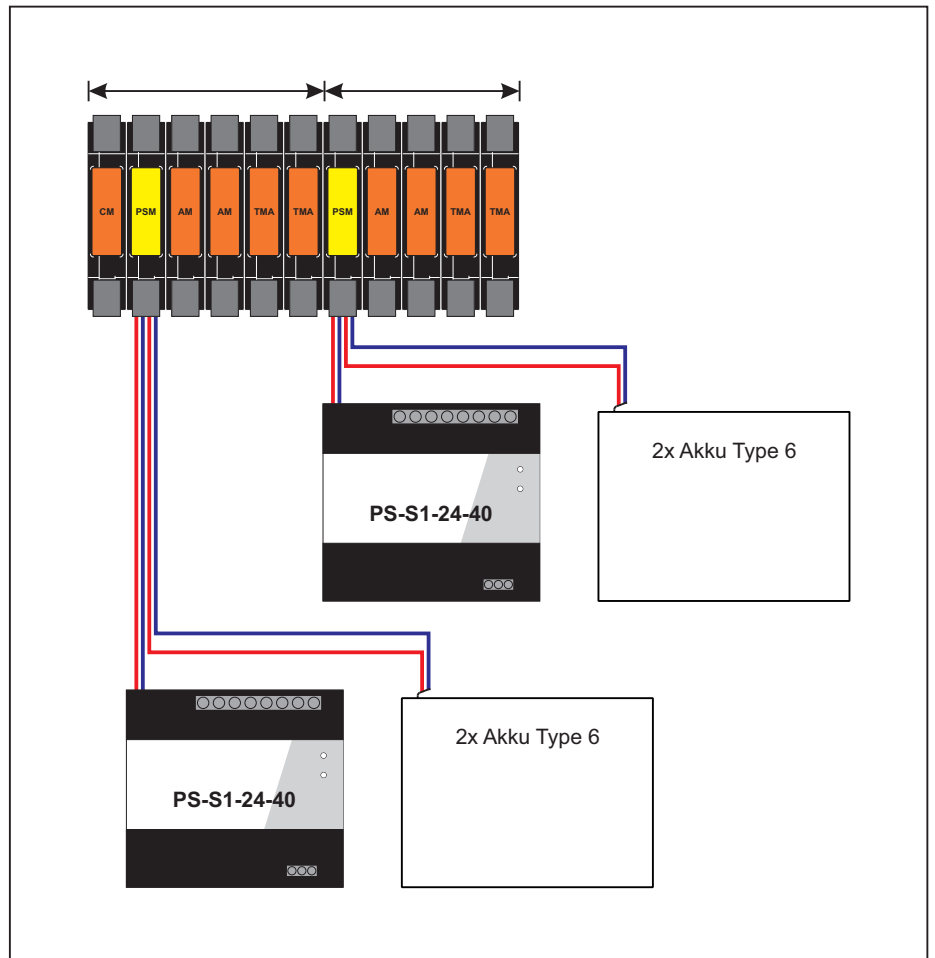 CM PSM AM AM TMA TMA PSM AM AM TMA TMA
2x Akku Type 6
PS-S1-24-40
2x Akku Type 6
PS-S1-24-40